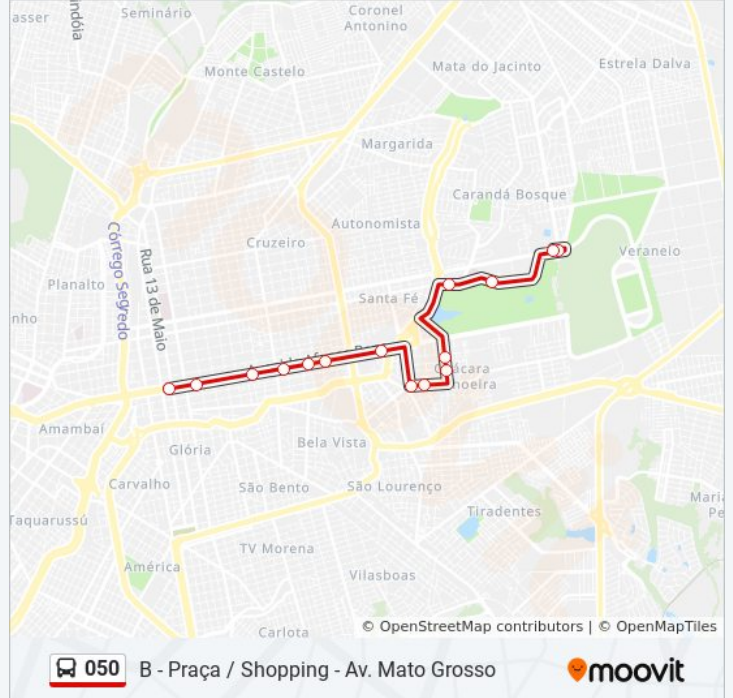 asser
Seminário
ndóia
Coronel
Antonino
Monte Castelo
Mata do Jacinto
Estrela Dalva
Margarida
Carandá Bosque
Autonomista
Córrego Segredo
Rua 13 de Maio
Cruzeiro
Veraneio
Planalto
Santa Fé
nho
Amambaí
Glória
Bela Vista
Carvalho
São Bento
São Lourenço
Taquarussú
Tiradentes
TV Morena
América
Vilasboas
Carlota
© OpenStreetMap contributors | © OpenMapTiles
050 B - Praça / Shopping - Av. Mato Grosso
moovit